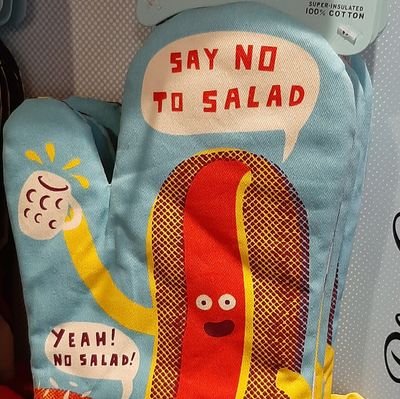 SUPER-INSULATED
100% COTTON
SAY NO
TO SALAD
YEAH!
NO SALAD!